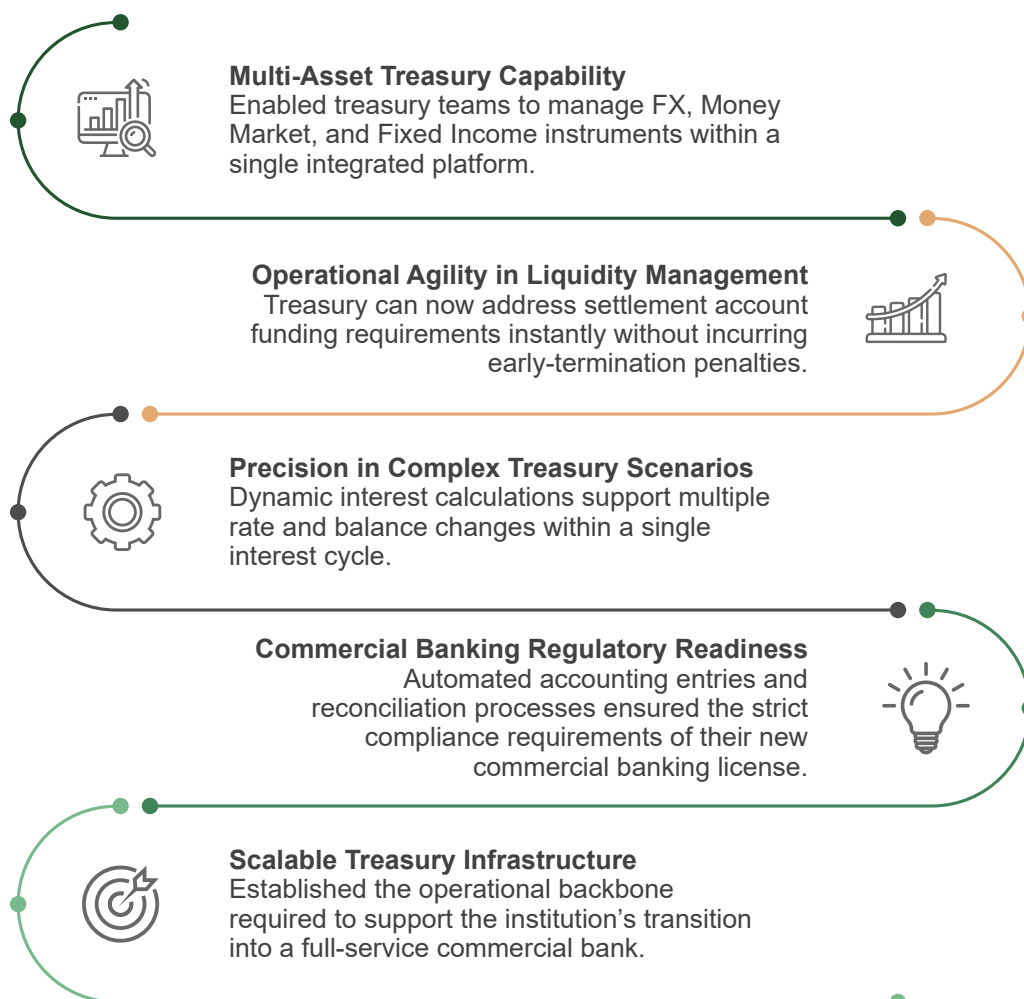 Multi-Asset Treasury Capability
Enabled treasury teams to manage FX, Money
Market, and Fixed Income instruments within a
single integrated platform.
Operational Agility in Liquidity Management
Treasury can now address settlement account
funding requirements instantly without incurring
early-termination penalties.
Precision in Complex Treasury Scenarios
Dynamic interest calculations support multiple
rate and balance changes within a single
interest cycle.
Commercial Banking Regulatory Readiness
Automated accounting entries and
reconciliation processes ensured the strict
compliance requirements of their new
commercial banking license.
Scalable Treasury Infrastructure
Established the operational backbone
required to support the institution’s transition
into a full-service commercial bank.